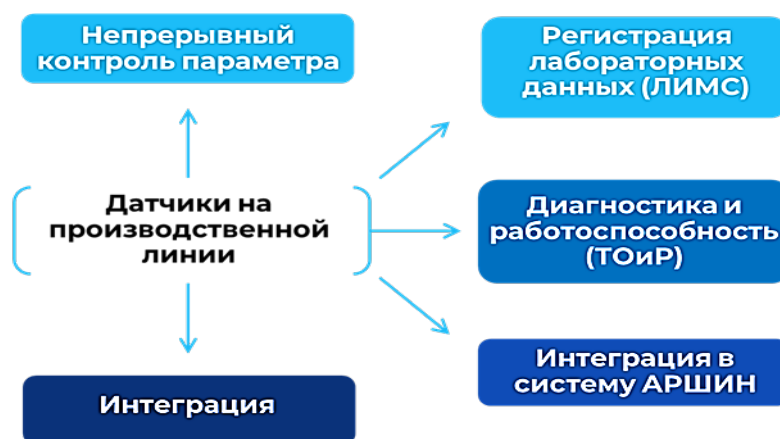 Непрерывный
контроль параметра
Регистрация
лабораторных
данных (ЛИМС)
Датчики на
производственной
линии
Диагностика и
работоспособность
(ТОиР)
Интеграция
Интеграция в
систему АРШИН